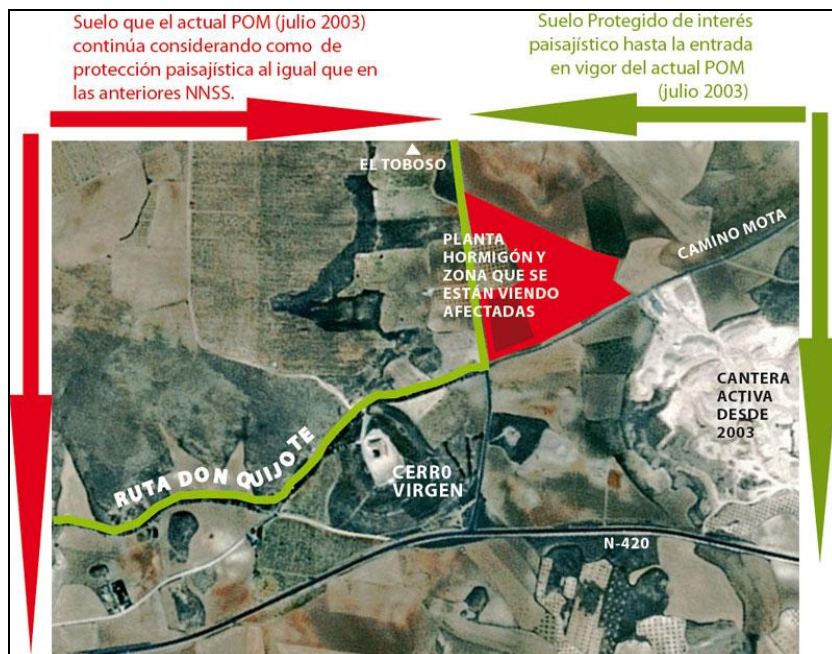 Suelo que el actual POM (julio 2003)
continúa considerando como de
protección paisajística al igual que en
las anteriores NNSS.
Suelo Protegido de interés
paisajístico hasta la entrada
en vigor del actual POM
(julio 2003)
EL TOBOSO
PLANTA
HORMIGÓN Y
ZONA QUE SE
ESTÁN VIENDO
AFECTADAS
CAMINO MOTA
CANTERA
ACTIVA
DESDE
2003
RUTA DON QUIJOTE
CERRO
VIRGEN
N-420